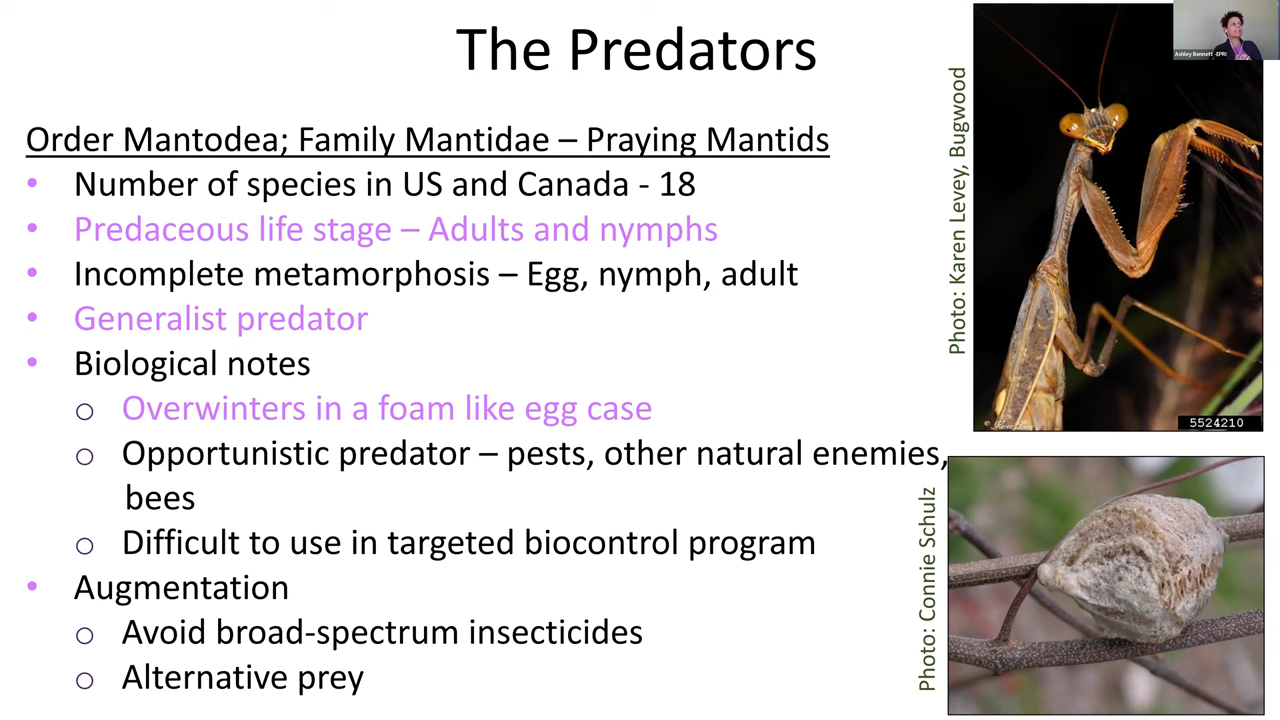 The Predators
Order Mantodea; Family Mantidae – Praying Mantids
• Number of species in US and Canada - 18
• Predaceous life stage – Adults and nymphs
• Incomplete metamorphosis – Egg, nymph, adult
• Generalist predator
• Biological notes
o Overwinters in a foam like egg case
o Opportunistic predator – pests, other natural enemies,
bees
o Difficult to use in targeted biocontrol program
• Augmentation
o Avoid broad-spectrum insecticides
o Alternative prey
Photo: Karen Levey, Bugwood
5524210
Photo: Connie Schulz
Ashley Bennett -EPRI